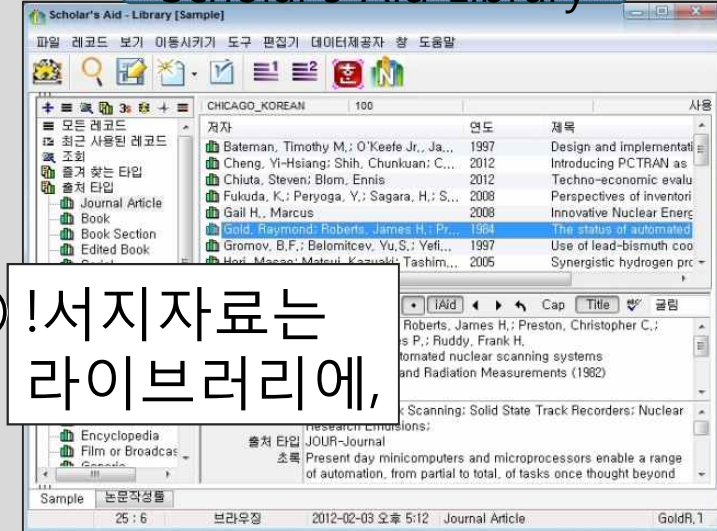 Scholar's Aid Library
Scholar's Aid - Library [Sample]
파일 레코드 보기 이동시키기 도구 편집기 데이터제공자 창 도움말
CHICAGO_KOREAN 100 사용
모든 레코드
최근 사용된 레코드
조회
즐겨 찾는 타입
출처 타입
Journal Article
Book
Book Section
Edited Book
저자 연도 제목
Bateman, Timothy M.; O'Keefe Jr., Ja... 1997 Design and implementati
Cheng, Yi-Hsiang; Shih, Chunkuan; C... 2012 Introducing PCTRAN as
Chiuta, Steven; Blom, Ennis 2012 Techno-economic evalu
Fukuda, K.; Peryoga, Y.; Sagara, H.; S... 2008 Perspectives of inventori
Gail H., Marcus 2008 Innovative Nuclear Energ
Gold, Raymond; Roberts, James H.; Pr... 1984 The status of automated
Gromov, B.F.; Belomitcev, Yu.S.; Yefi... 1997 Use of lead-bismuth coo
Hori, Masao; Matsui, Kazuaki; Tashim... 2005 Synergistic hydrogen prc
!서지자료는
라이브러리에,
iAid Cap Title 굴림
Roberts, James H.; Preston, Christopher C.;
s P.; Ruddy, Frank H.
tomated nuclear scanning systems
and Radiation Measurements (1982)
k Scanning; Solid State Track Recorders; Nuclear
Research Emulsions;
출처 타입 JOUR-Journal
초록 Present day minicomputers and microprocessors enable a range
of automation, from partial to total, of tasks once thought beyond
Encyclopedia
Film or Broadcas
Generic
Sample 논문작성틀
25 : 6 브라우징 2012-02-03 오후 5:12 Journal Article GoldR,1